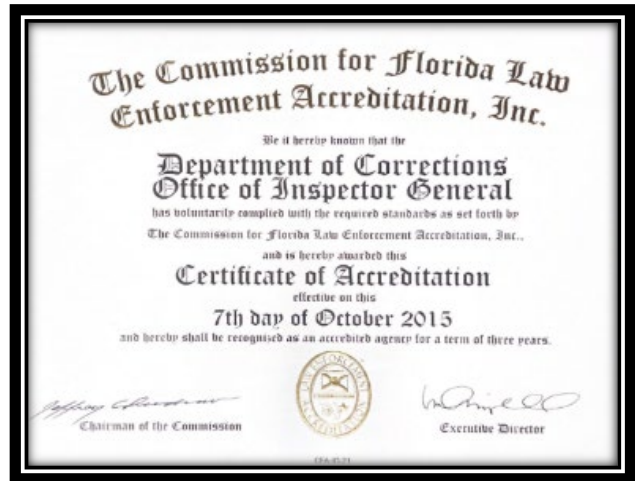 The Commission for Florida Law
Enforcement Accreditation, Inc.
Be it hereby known that the
Department of Corrections
Office of Inspector General
has voluntarily complied with the required standards as set forth by
The Commission for Florida Law Enforcement Accreditation, Inc.,
and is hereby awarded this
Certificate of Accreditation
effective on this
7th day of October 2015
and hereby shall be recognized as an accredited agency for a term of three years.
LAW ENFORCEMENT
ACCREDITATION
Chairman of the Commission
Executive Director